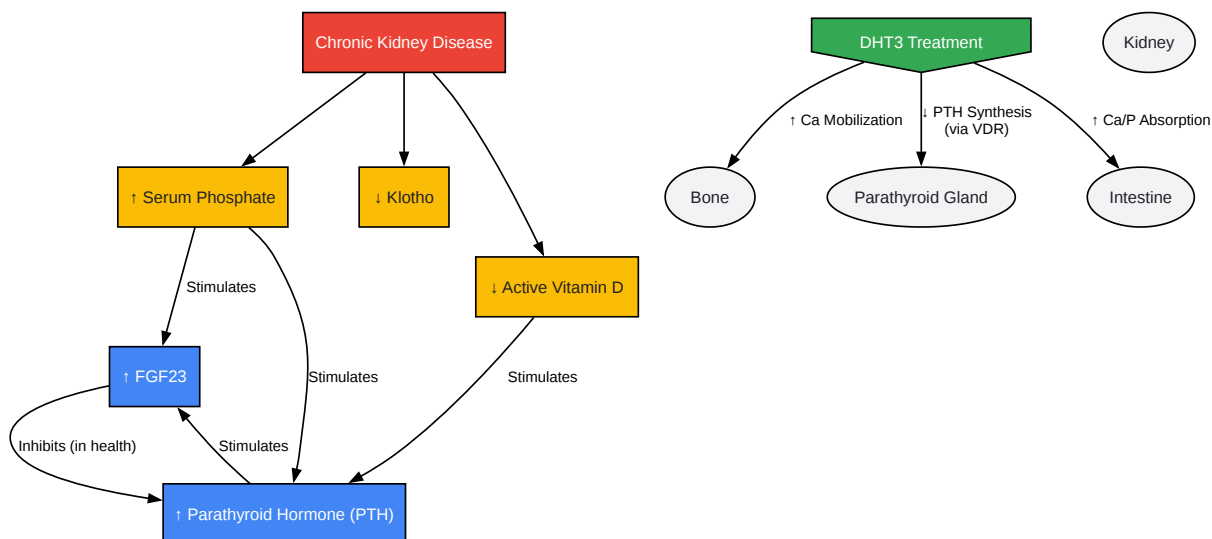 Chronic Kidney Disease
DHT3 Treatment
Kidney
↑ Ca Mobilization
↓ PTH Synthesis
(via VDR)
↑ Ca/P Absorption
↑ Serum Phosphate
↓ Klotho
Bone
Parathyroid Gland
Intestine
Stimulates
↓ Active Vitamin D
↑ FGF23
Stimulates
Stimulates
Inhibits (in health)
Stimulates
↑ Parathyroid Hormone (PTH)